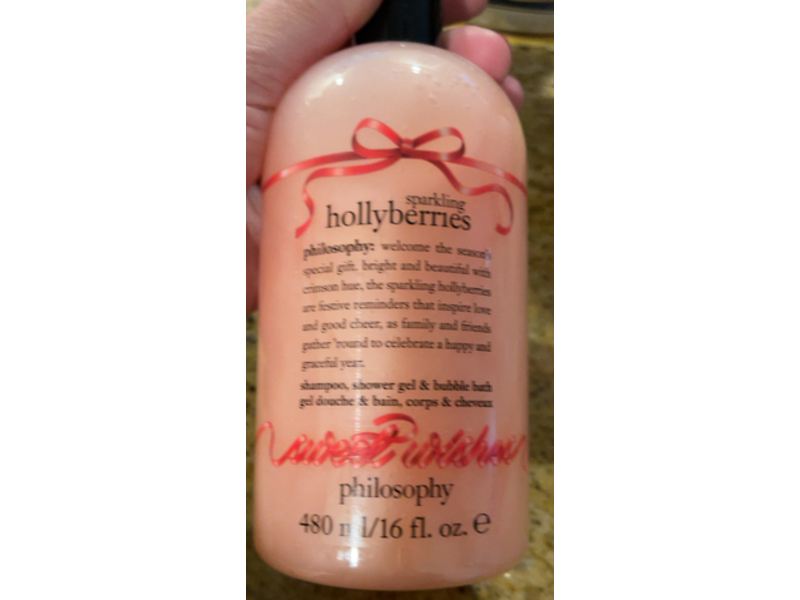 sparkling
hollyberries
philosophy: welcome the season's
special gift. bright and beautiful with
crimson hue, the sparkling hollyberries
are festive reminders that inspire love
and good cheer, as family and friends
gather 'round to celebrate a happy and
graceful year.
shampoo, shower gel & bubble bath
gel douche & bain, corps & cheveux
sweet wishes
philosophy
480 ml/16 fl. oz. e